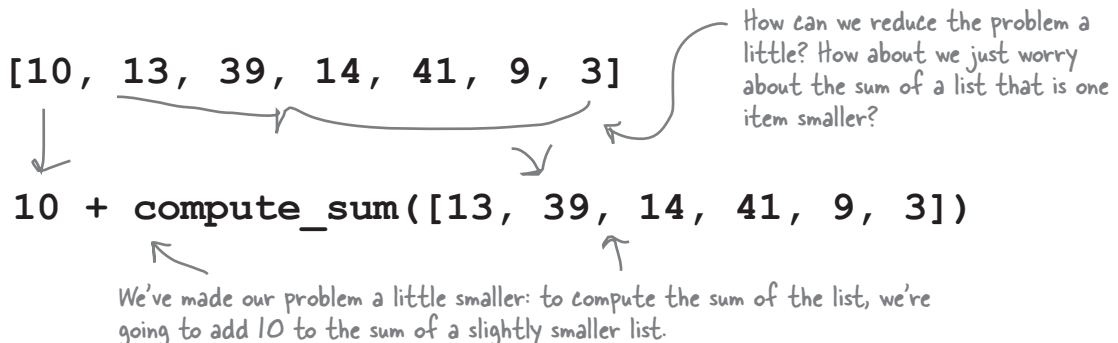 How can we reduce the problem a
little? How about we just worry
about the sum of a list that is one
item smaller?
[10, 13, 39, 14, 41, 9, 3]
10 + compute_sum([13, 39, 14, 41, 9, 3])
We've made our problem a little smaller: to compute the sum of the list, we're
going to add 10 to the sum of a slightly smaller list.